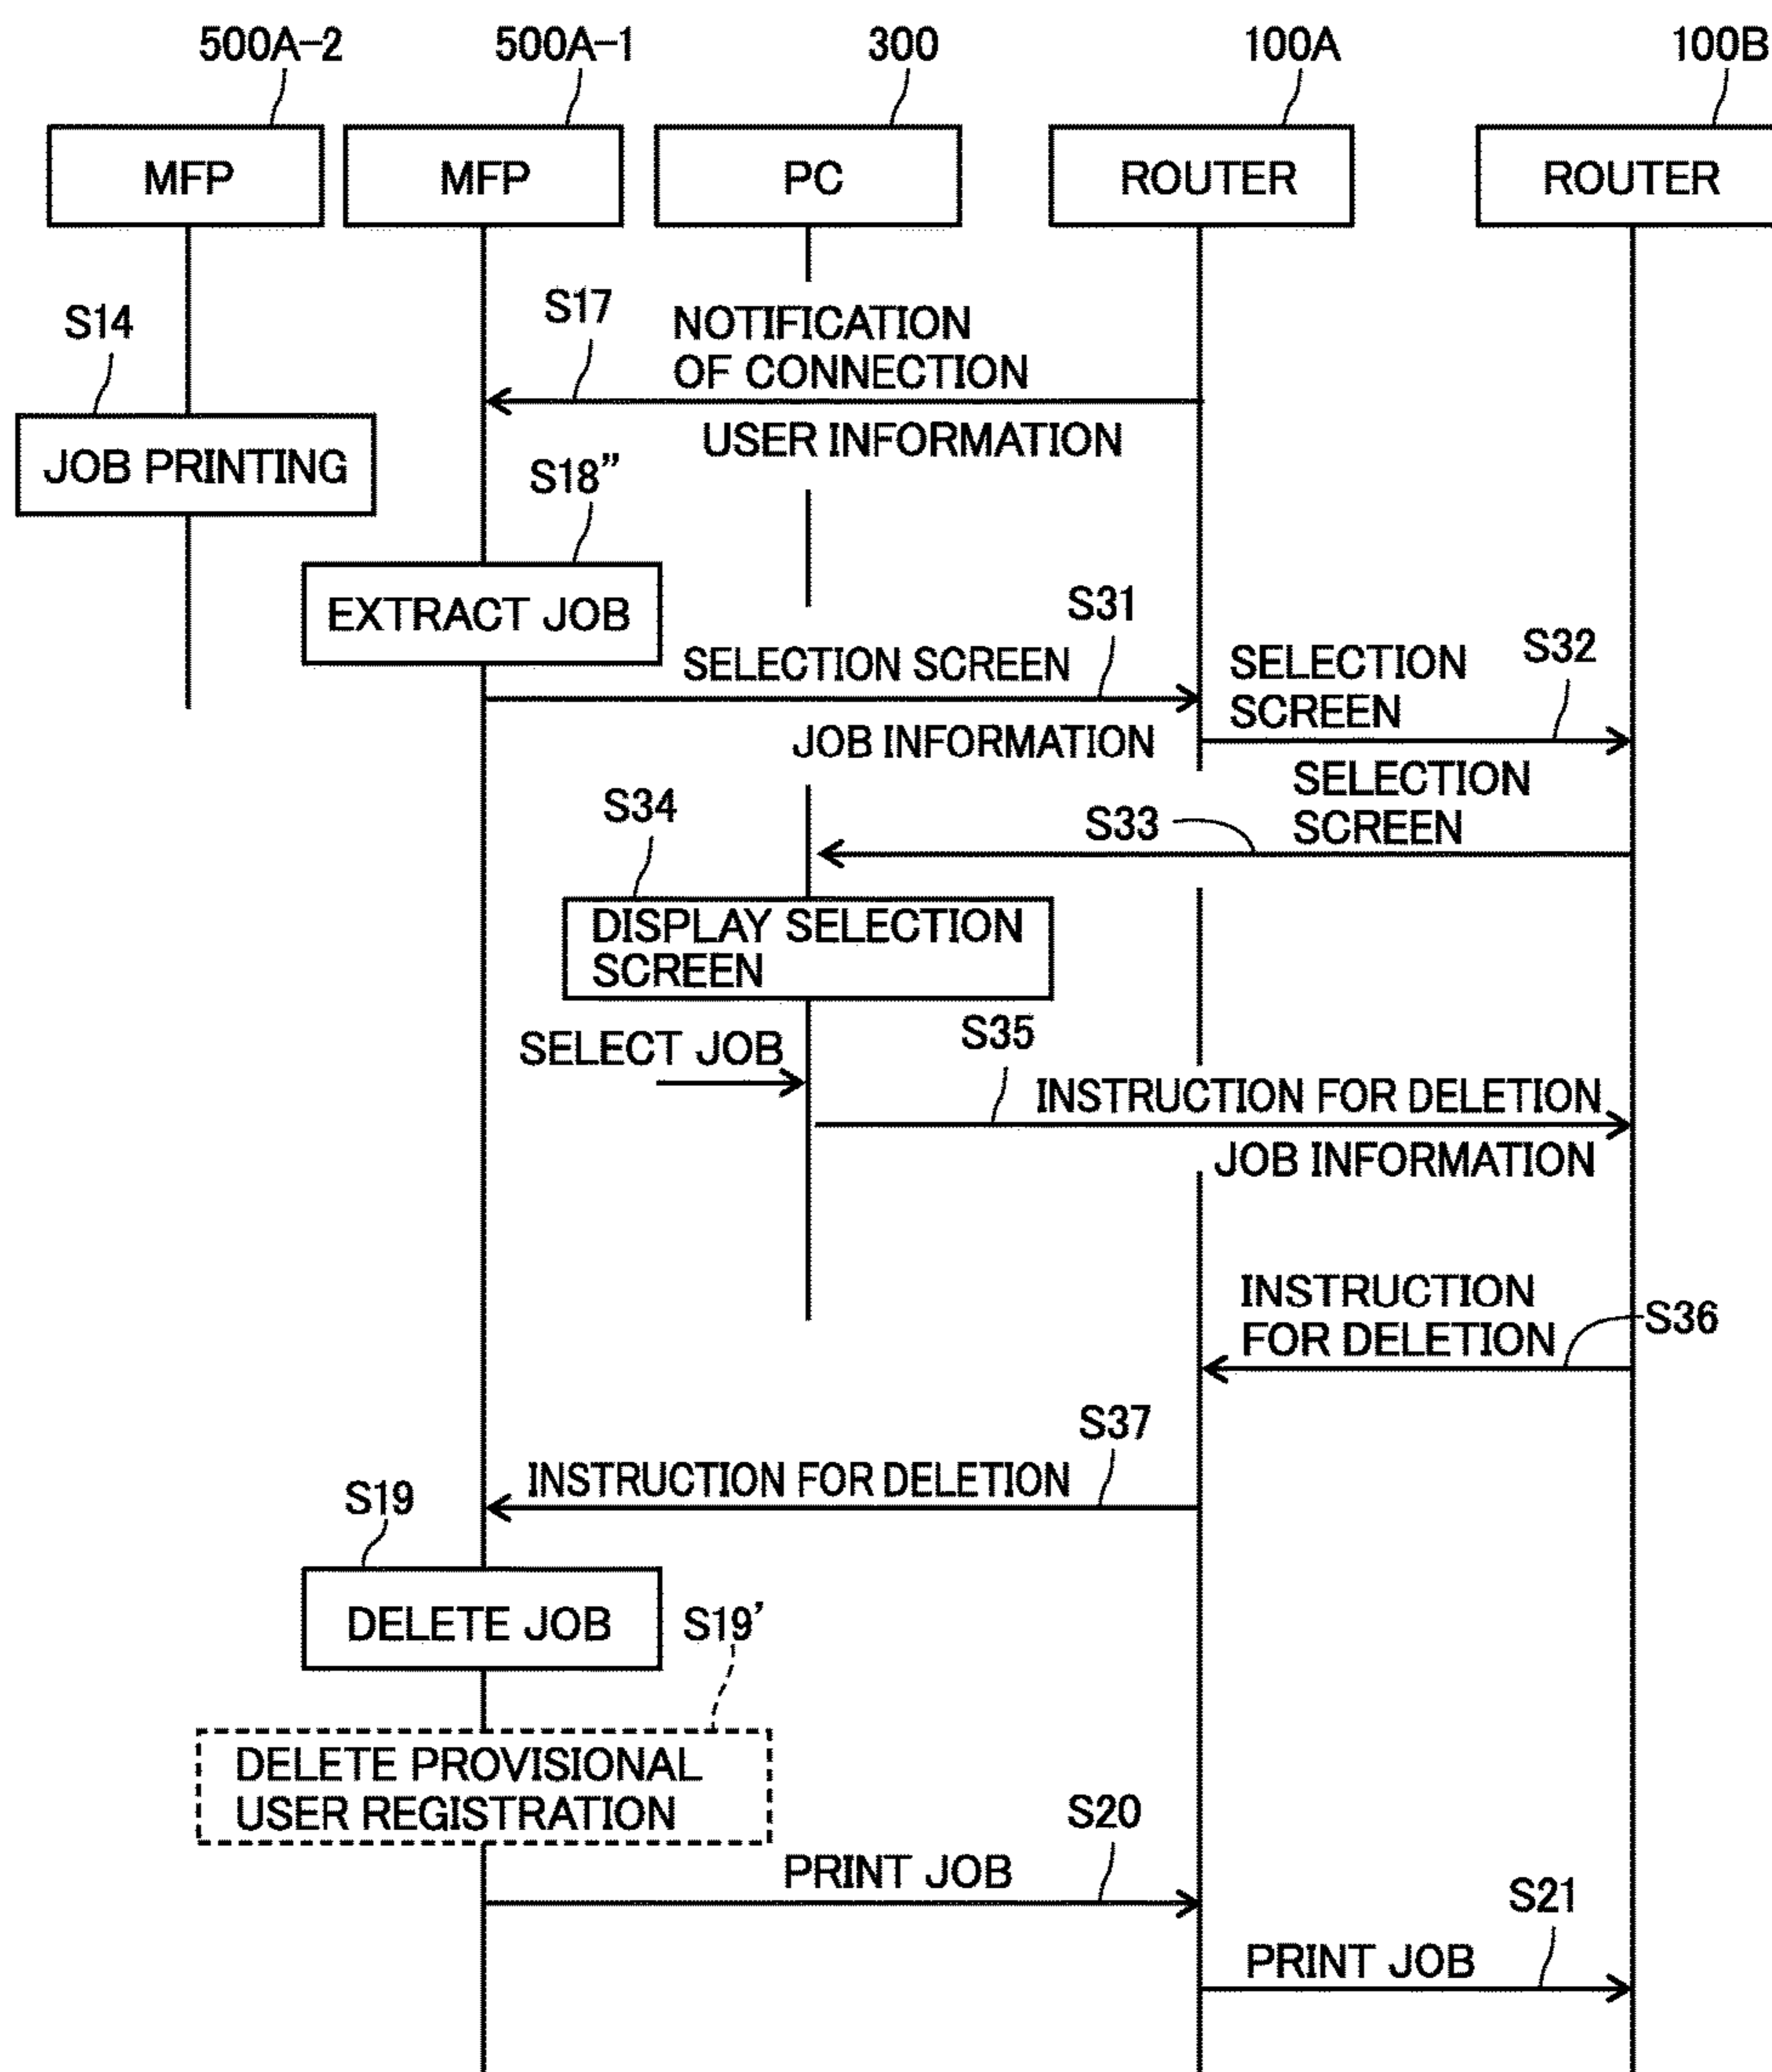 500A-2
500A-1
300
100A
100B
MFP
MFP
PC
ROUTER
ROUTER
S14
S17
NOTIFICATION
OF CONNECTION
USER INFORMATION
JOB PRINTING
S18”
EXTRACT JOB
S31
SELECTION SCREEN
JOB INFORMATION
SELECTION
SCREEN
S32
SELECTION
SCREEN
S33
S34
DISPLAY SELECTION
SCREEN
SELECT JOB
S35
INSTRUCTION FOR DELETION
JOB INFORMATION
INSTRUCTION
FOR DELETION
S36
S37
INSTRUCTION FOR DELETION
S19
DELETE JOB
S19’
DELETE PROVISIONAL
USER REGISTRATION
S20
PRINT JOB
S21
PRINT JOB